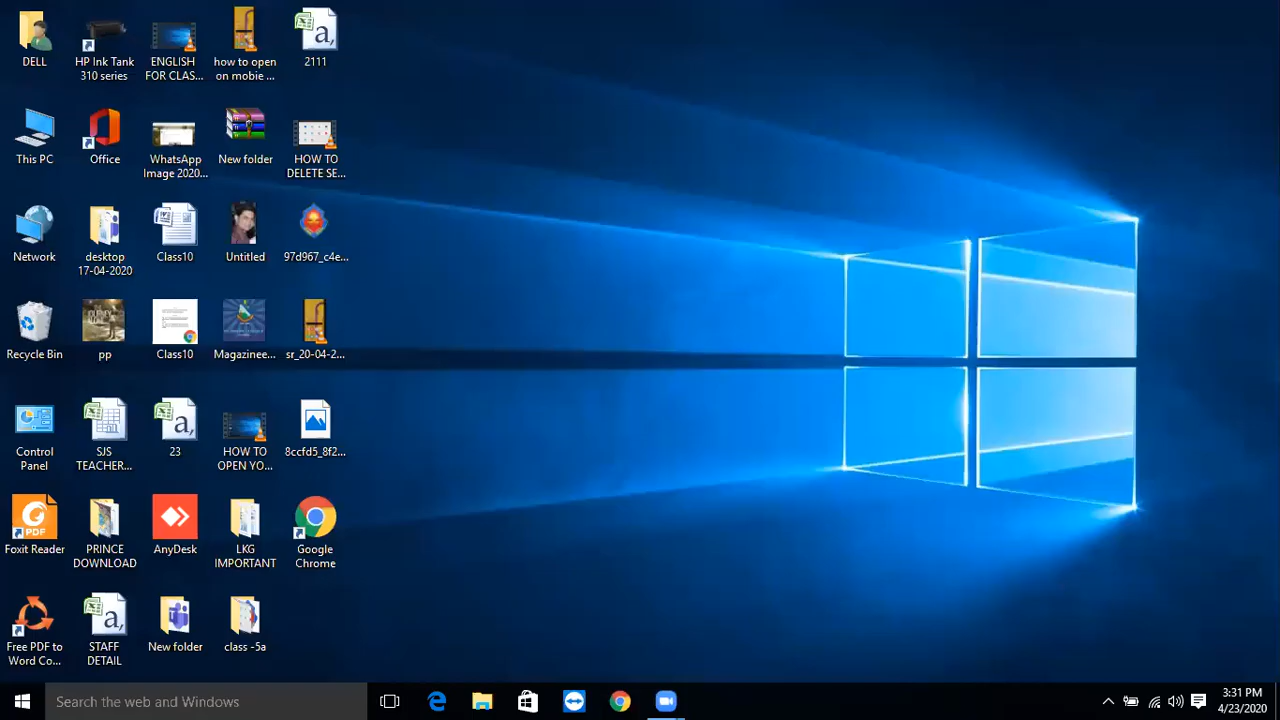 DELL
HP Ink Tank
310 series
ENGLISH
FOR CLAS...
how to open
on mobie ...
2111
This PC
Office
WhatsApp
Image 2020...
New folder
HOW TO
DELETE SE...
Network
desktop
17-04-2020
Class10
Untitled
97d967_c4e...
Recycle Bin
pp
Class10
Magazinee...
sr_20-04-2...
Control
Panel
SJS
TEACHER...
23
HOW TO
OPEN YO...
8ccfd5_8f2...
PDF
Foxit Reader
PRINCE
DOWNLOAD
AnyDesk
LKG
IMPORTANT
Google
Chrome
Free PDF to
Word Co...
STAFF
DETAIL
New folder
class -5a
Search the web and Windows
3:31 PM
4/23/2020